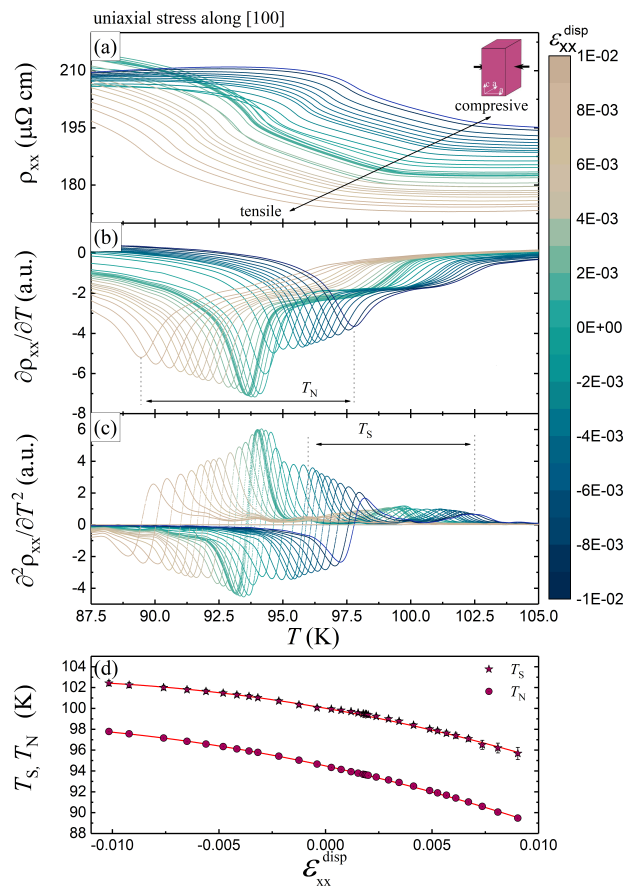 uniaxial stress along [100]
(a)
ρxx (μΩ cm)
210
195
180
compresive
tensile
εxx^disp
1E-02
8E-03
6E-03
4E-03
2E-03
0E+00
-2E-03
-4E-03
-6E-03
-8E-03
-1E-02
(b)
∂ρxx/∂T (a.u.)
0
-2
-4
-6
-8
TN
(c)
∂²ρxx/∂T² (a.u.)
6
4
2
0
-2
-4
TS
87.5 90.0 92.5 95.0 97.5 100.0 102.5 105.0
T (K)
(d)
TS, TN (K)
104
102
100
98
96
94
92
90
88
TS
TN
-0.010 -0.005 0.000 0.005 0.010
εxx^disp